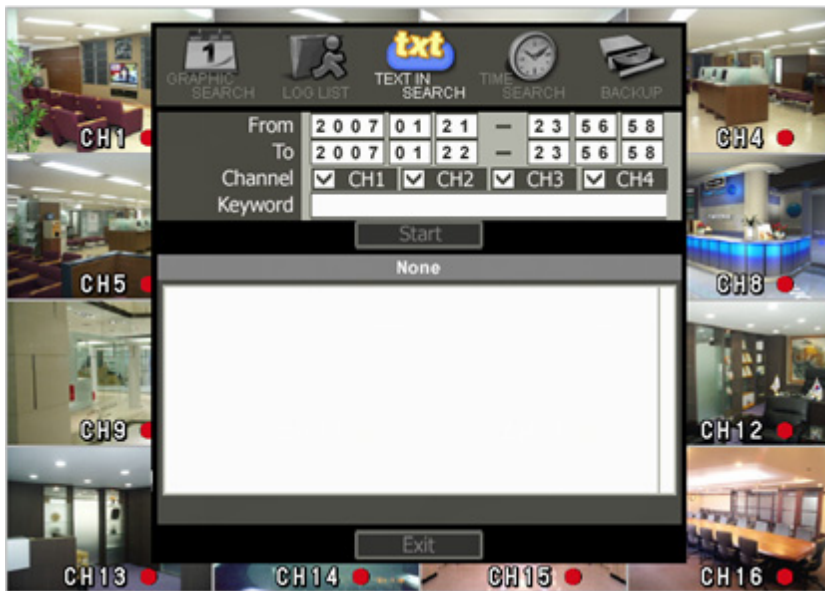 1
txt
GRAPHIC SEARCH
LOG LIST
TEXT IN SEARCH
TIME SEARCH
BACKUP
From 2007 01 21 — 23 56 58
To 2007 01 22 — 23 56 58
Channel CH1 CH2 CH3 CH4
Keyword
Start
None
Exit
CH1
CH4
CH5
CH8
CH9
CH12
CH13
CH14
CH15
CH16